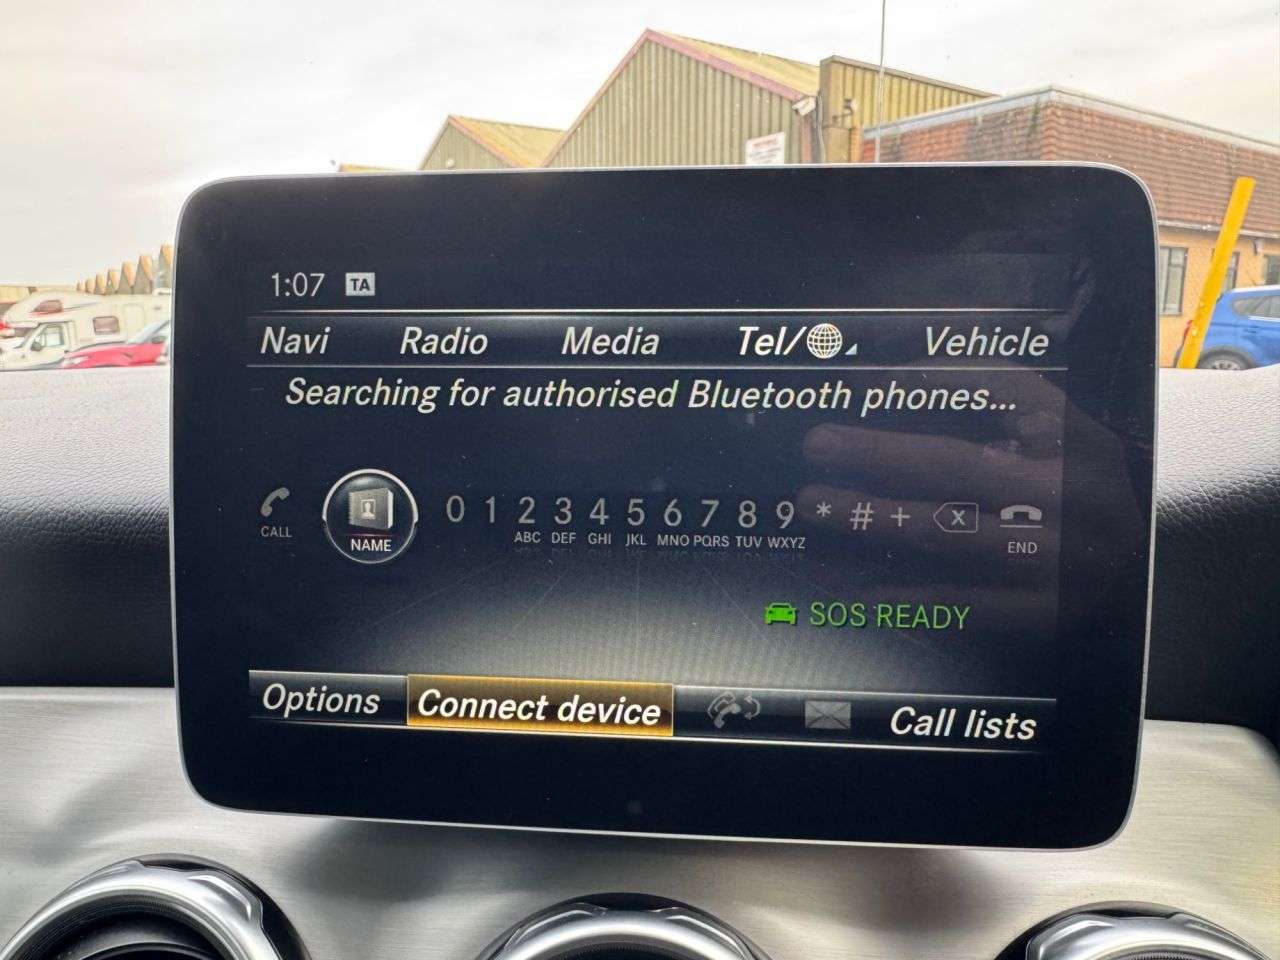 1:07 TA
Navi Radio Media Tel/ Vehicle
Searching for authorised Bluetooth phones...
0 1 2 3 4 5 6 7 8 9 * # + X
CALL NAME ABC DEF GHI JKL MNO PQRS TUV WXYZ END
SOS READY
Options Connect device Call lists